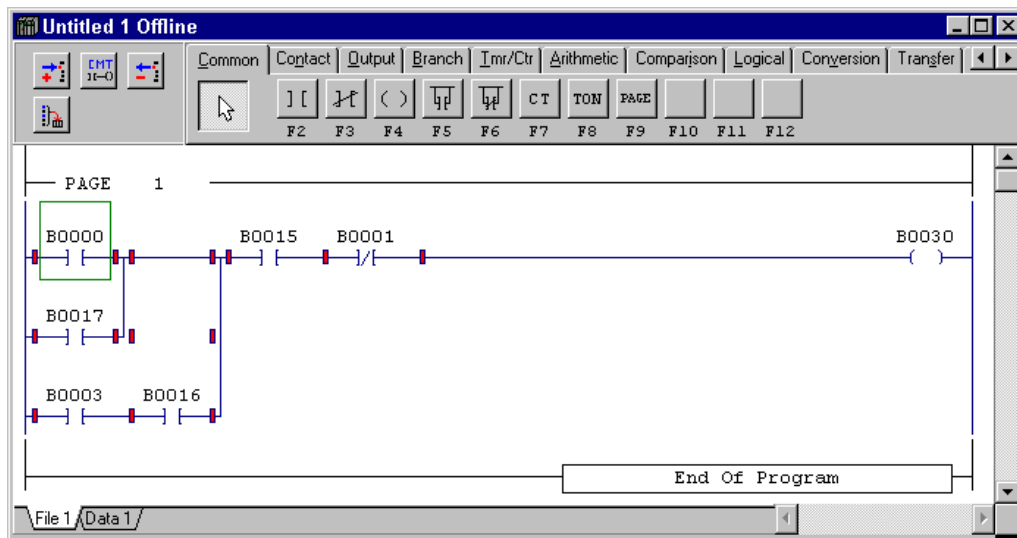 Untitled 1 Offline
CMT
Common Contact Output Branch Tmr/Ctr Arithmetic Comparison Logical Conversion Transfer
CT TON PAGE
F2 F3 F4 F5 F6 F7 F8 F9 F10 F11 F12
PAGE 1
B0000 B0015 B0001 B0030
B0017
B0003 B0016
End Of Program
File 1 Data 1